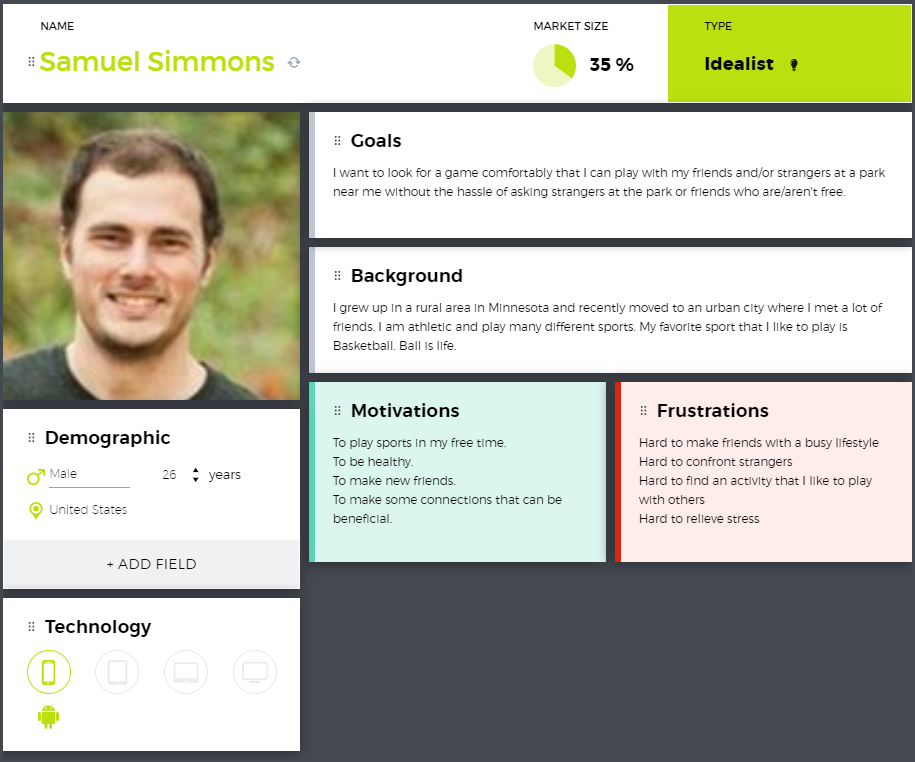 NAME
Samuel Simmons
MARKET SIZE
35 %
TYPE
Idealist
Goals
I want to look for a game comfortably that I can play with my friends and/or strangers at a park
near me without the hassle of asking strangers at the park or friends who are/aren't free.
Background
I grew up in a rural area in Minnesota and recently moved to an urban city where I met a lot of
friends. I am athletic and play many different sports. My favorite sport that I like to play is
Basketball. Ball is life.
Demographic
Male 26 years
United States
+ ADD FIELD
Motivations
To play sports in my free time.
To be healthy.
To make new friends.
To make some connections that can be
beneficial.
Frustrations
Hard to make friends with a busy lifestyle
Hard to confront strangers
Hard to find an activity that I like to play
with others
Hard to relieve stress
Technology